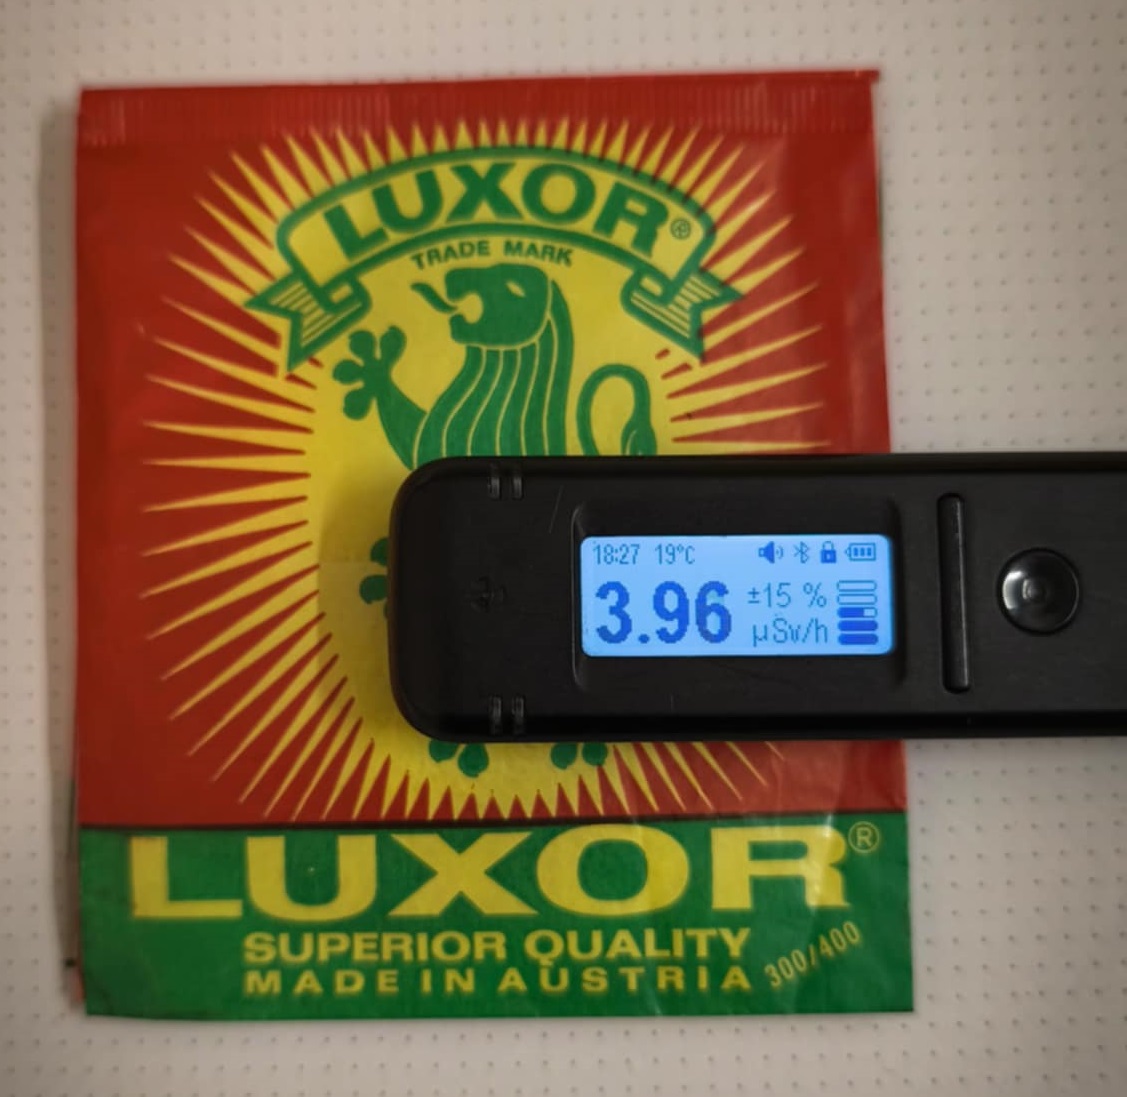 LUXOR®
TRADE MARK
18:27 19°C
3.96 ±15 %
µSv/h
LUXOR®
SUPERIOR QUALITY
MADE IN AUSTRIA 300/400